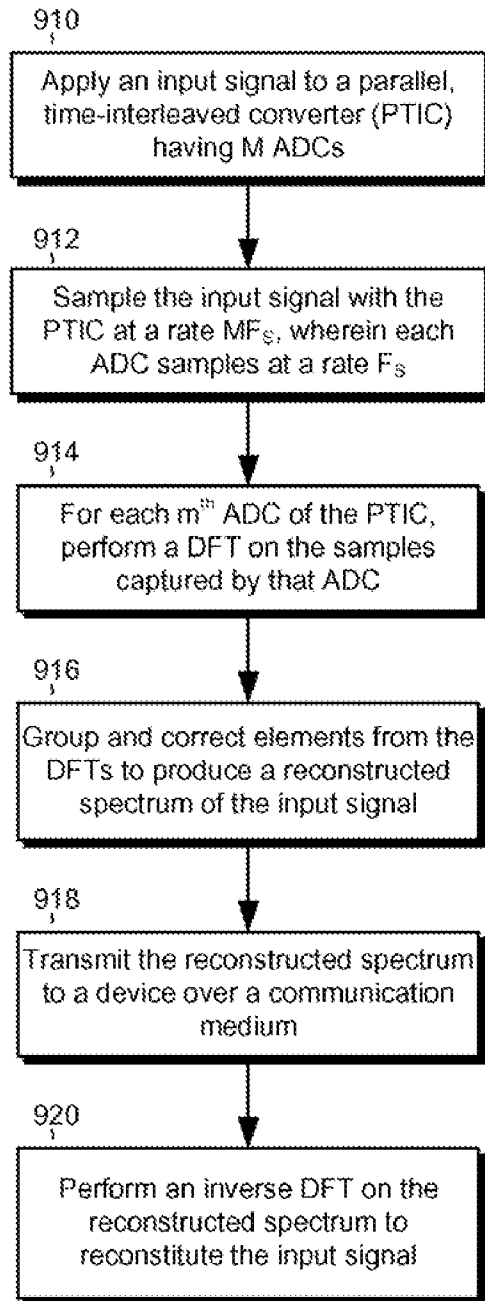 910
Apply an input signal to a parallel,
time-interleaved converter (PTIC)
having M ADCs
912
Sample the input signal with the
PTIC at a rate MFS, wherein each
ADC samples at a rate FS
914
For each mth ADC of the PTIC,
perform a DFT on the samples
captured by that ADC
916
Group and correct elements from the
DFTs to produce a reconstructed
spectrum of the input signal
918
Transmit the reconstructed spectrum
to a device over a communication
medium
920
Perform an inverse DFT on the
reconstructed spectrum to
reconstitute the input signal